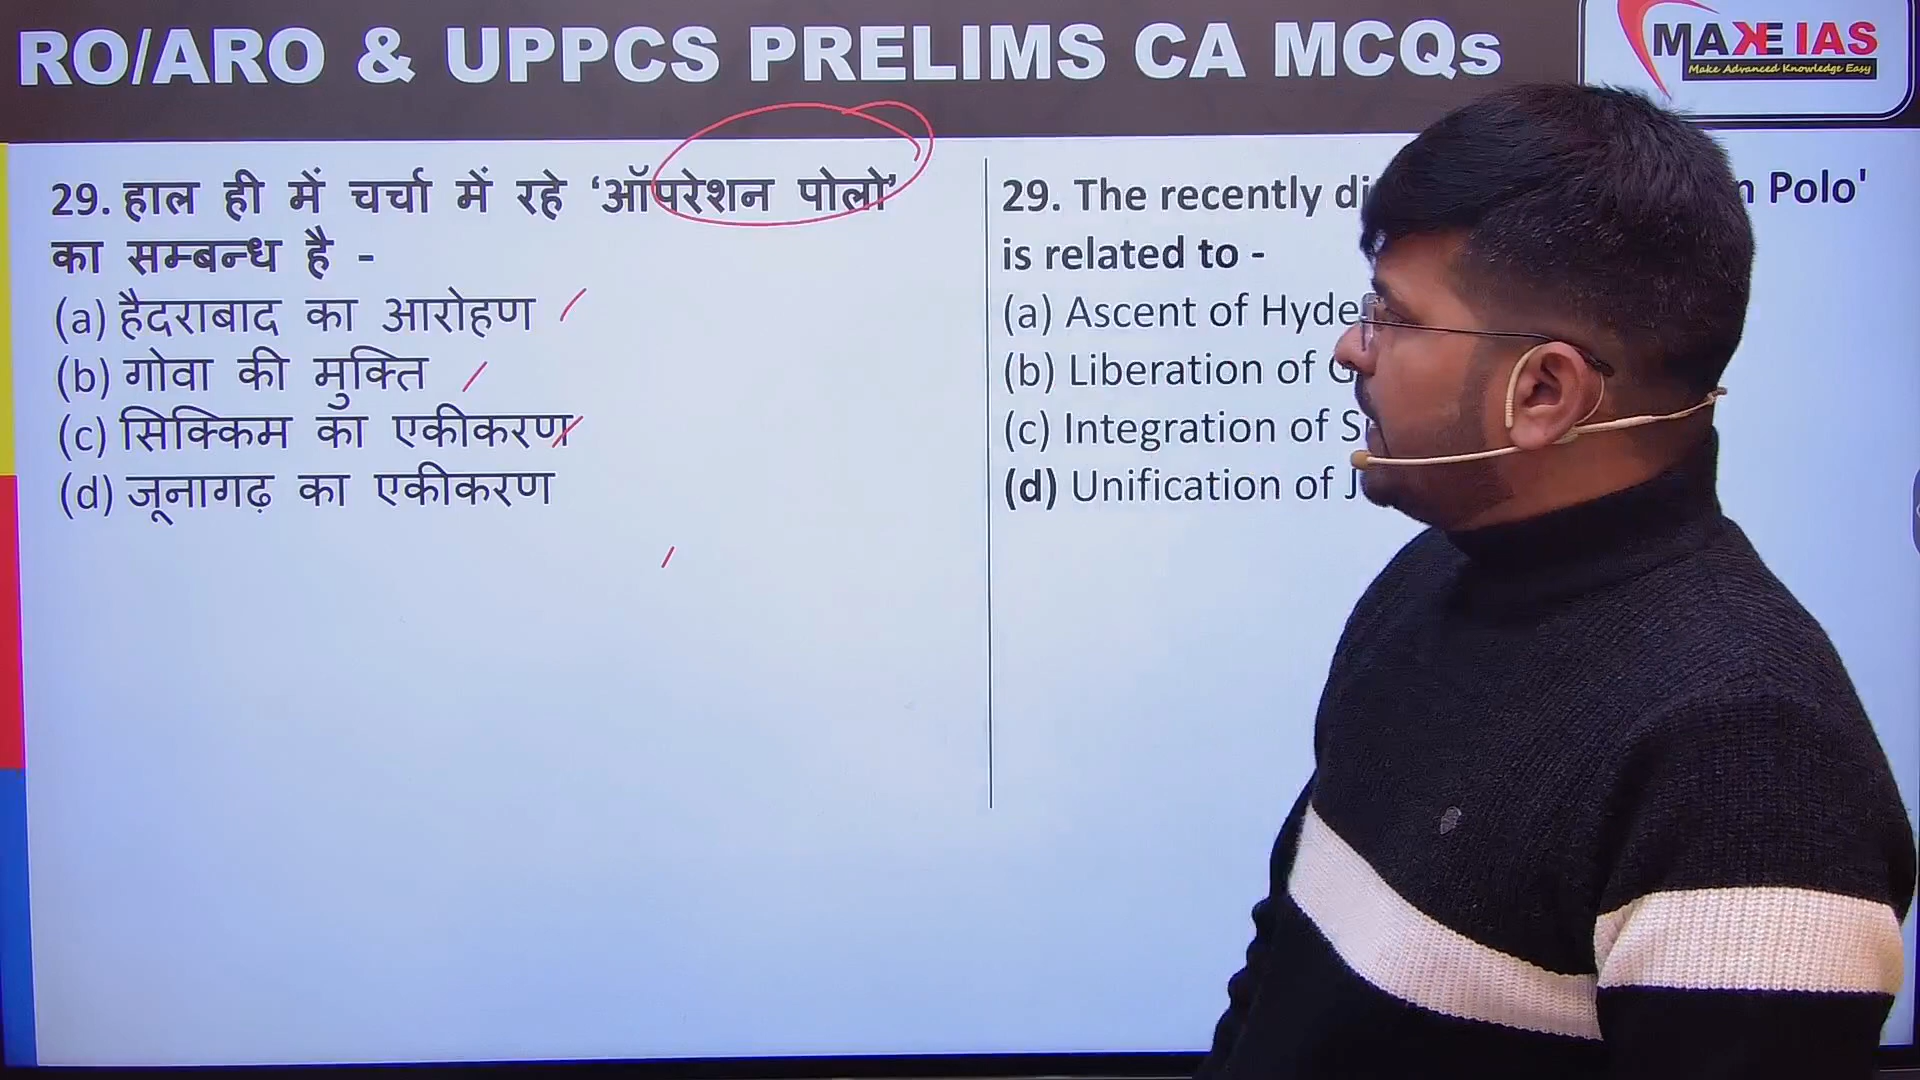 RO/ARO & UPPCS PRELIMS CA MCQs
MAKE IAS
Make Advanced Knowledge Easy
29. हाल ही में चर्चा में रहे ‘ऑपरेशन पोलो’
का सम्बन्ध है -
(a) हैदराबाद का आरोहण
(b) गोवा की मुक्ति
(c) सिक्किम का एकीकरण
(d) जूनागढ़ का एकीकरण
29. The recently Polo'
is related to -
(a) Ascent of
(b) Liberation of
(c) Integration of
(d) Unification of